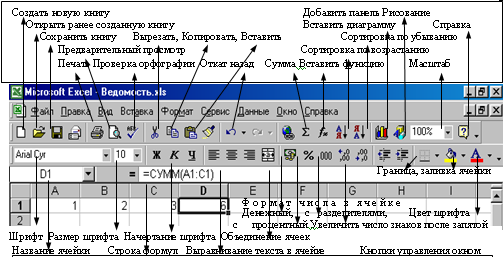 Создать новую книгу Добавить панель Рисование
Открыть ранее созданную книгу Вставить диаграмму Справка
Сохранить книгу Вырезать, Копировать, Вставить Сортировка по убыванию
Предварительный просмотр Сортировка по возрастанию
Печать Проверка орфографии Откат назад Сумма Вставить функцию Масштаб
Microsoft Excel - Ведомость.xls
Файл Правка Вид Вставка Формат Сервис Данные Окно Справка
100%
Arial Cyr 10 Ж К Ч % 000
Граница, заливка ячейки
D1 =СУММ(A1:C1)
A B C D E F G H I
1 1 2 3 6 Формат числа в ячейке
Денежный, с разделителями, Цвет шрифта
с процентный Увеличить число знаков после запятой
Шрифт Размер шрифта Начертание шрифта Объединение ячеек
Название ячейки Строка формул Выравнивание текста в ячейке Кнопки управления окном